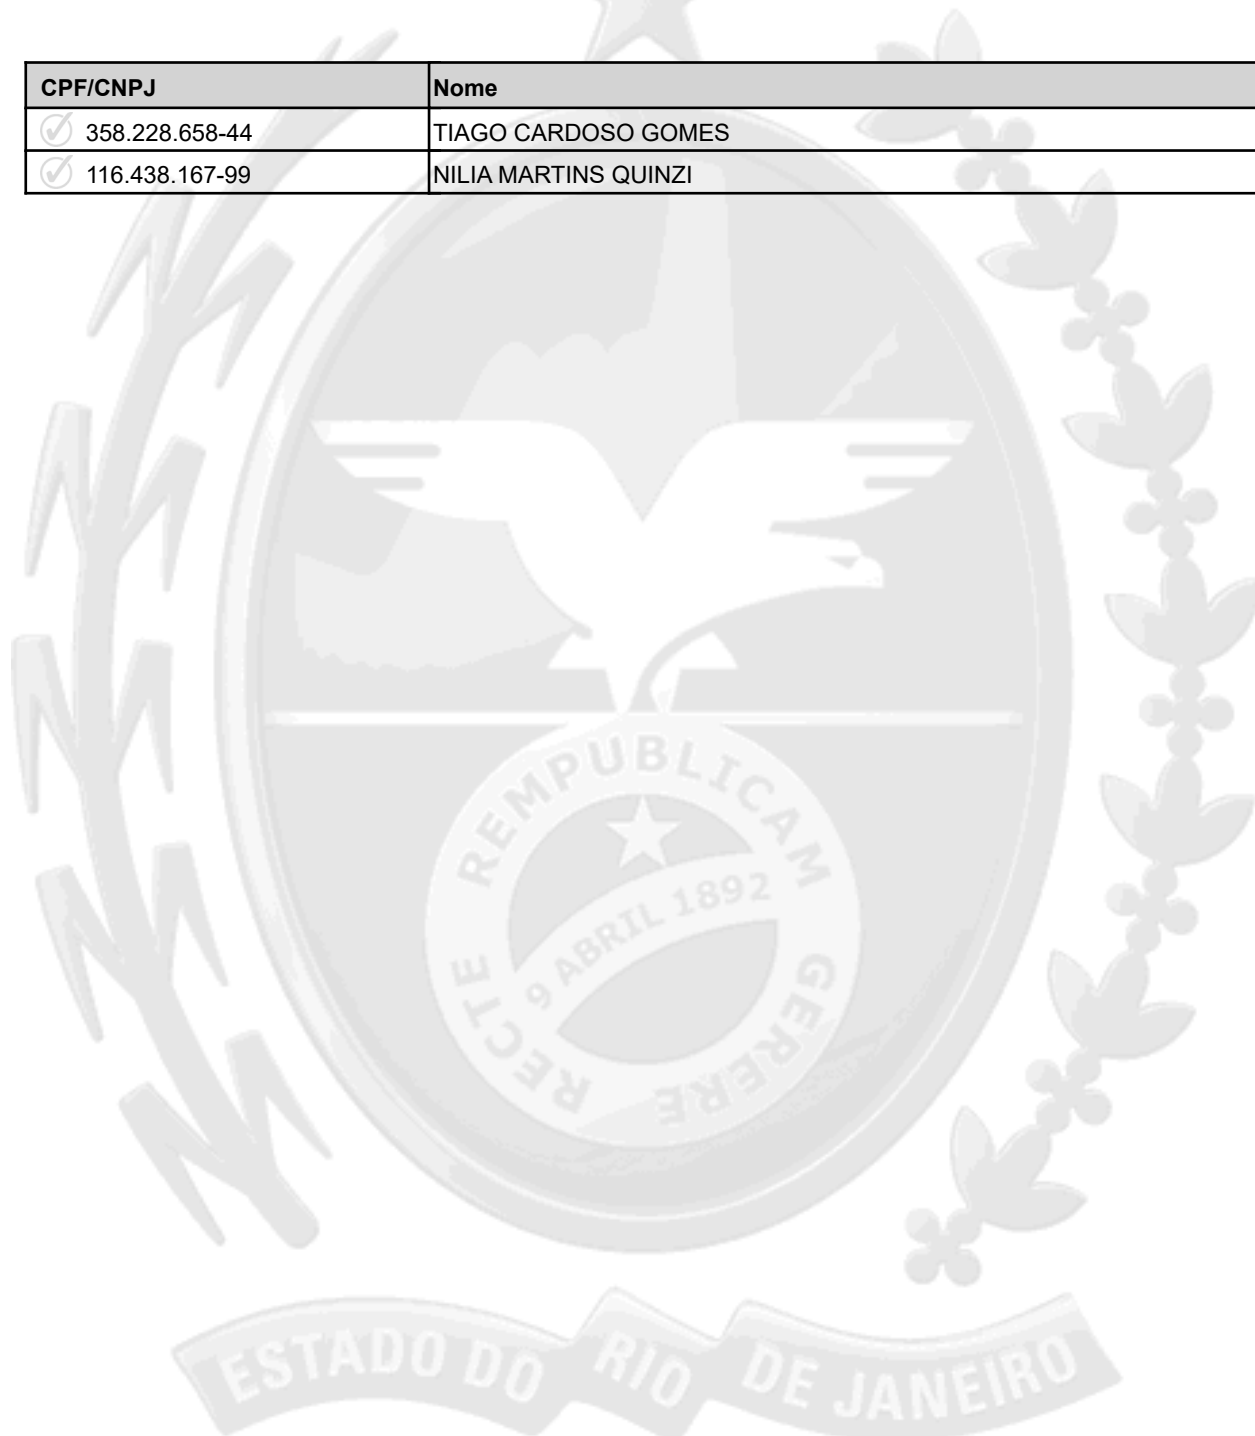 CPF/CNPJ Nome
358.228.658-44 TIAGO CARDOSO GOMES
116.438.167-99 NILIA MARTINS QUINZI
RECTE REMPUBLICAM GERERE
9 ABRIL 1892
ESTADO DO RIO DE JANEIRO